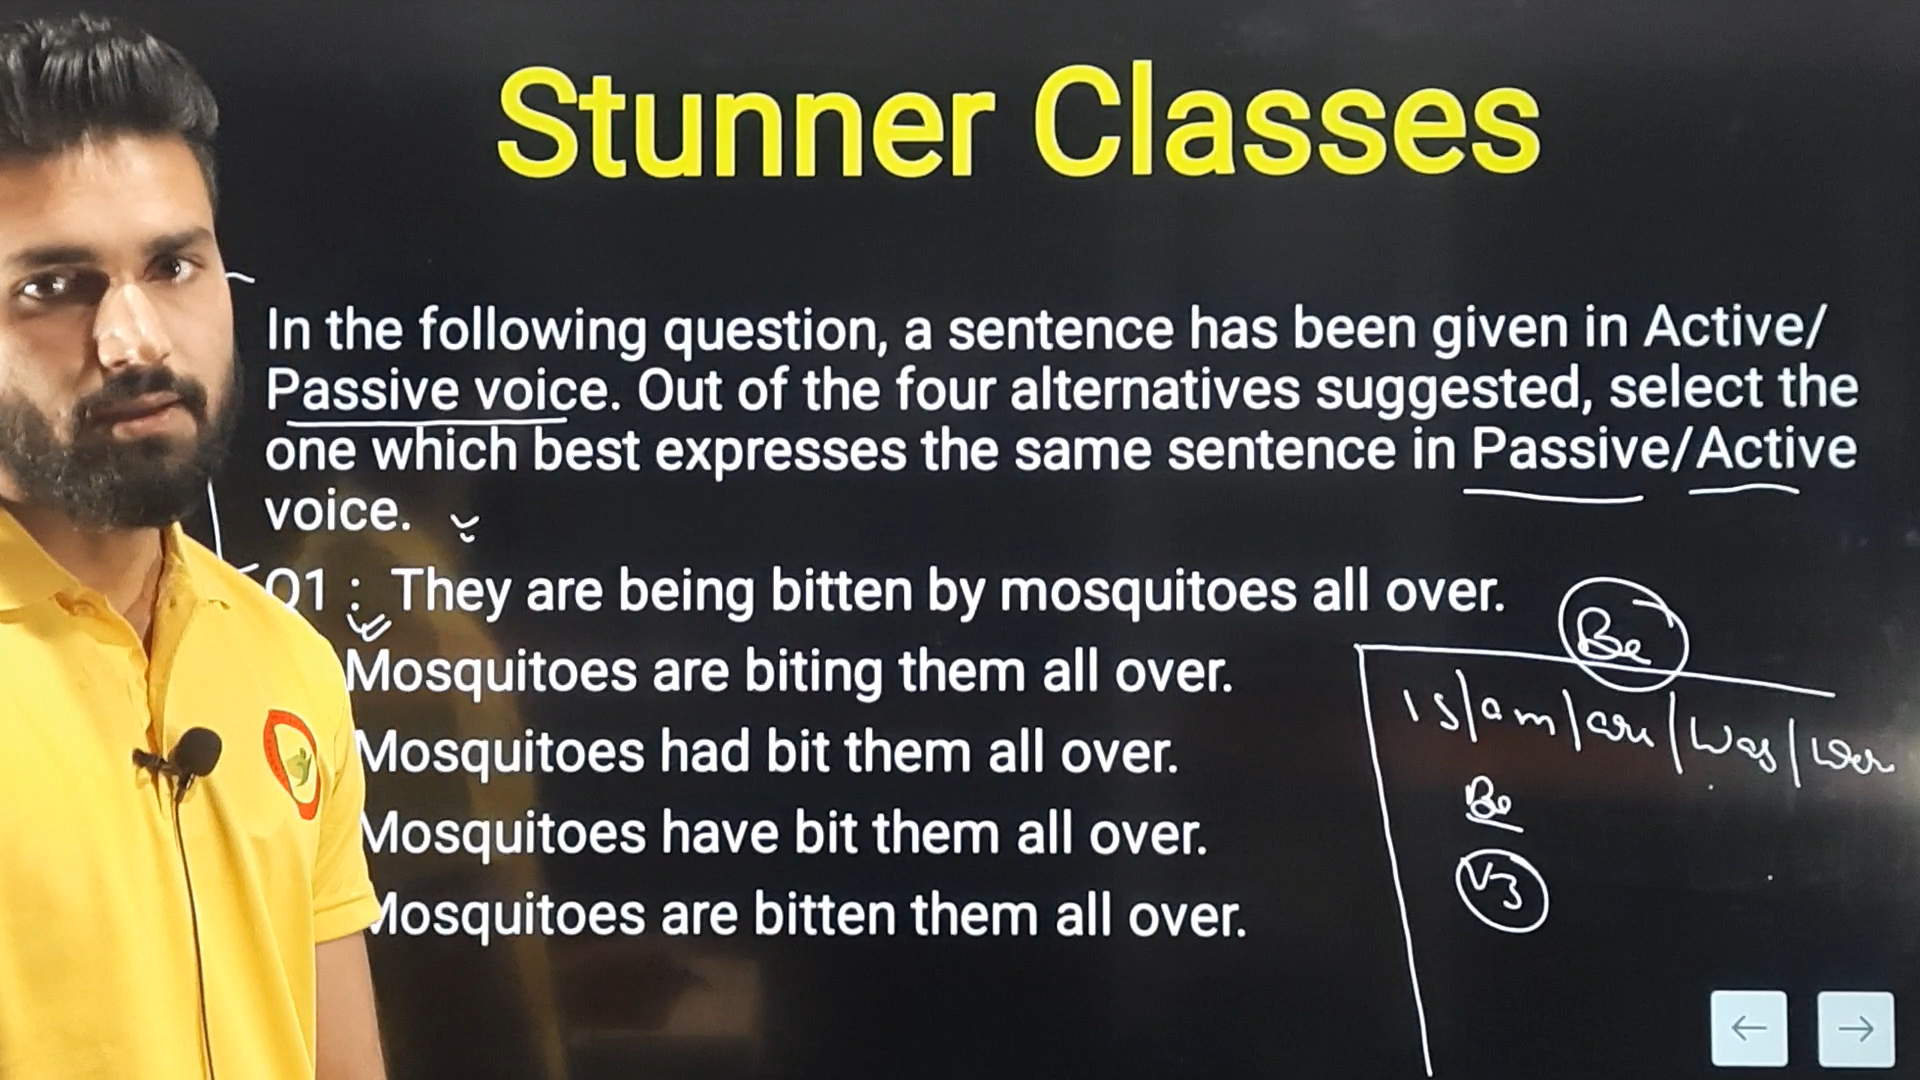 Stunner Classes
In the following question, a sentence has been given in Active/
Passive voice. Out of the four alternatives suggested, select the
one which best expresses the same sentence in Passive/Active
voice.
Q1 : They are being bitten by mosquitoes all over.
Mosquitoes are biting them all over.
Mosquitoes had bit them all over.
Mosquitoes have bit them all over.
Mosquitoes are bitten them all over.
Be
is/am/are/was/wer
Be
V3